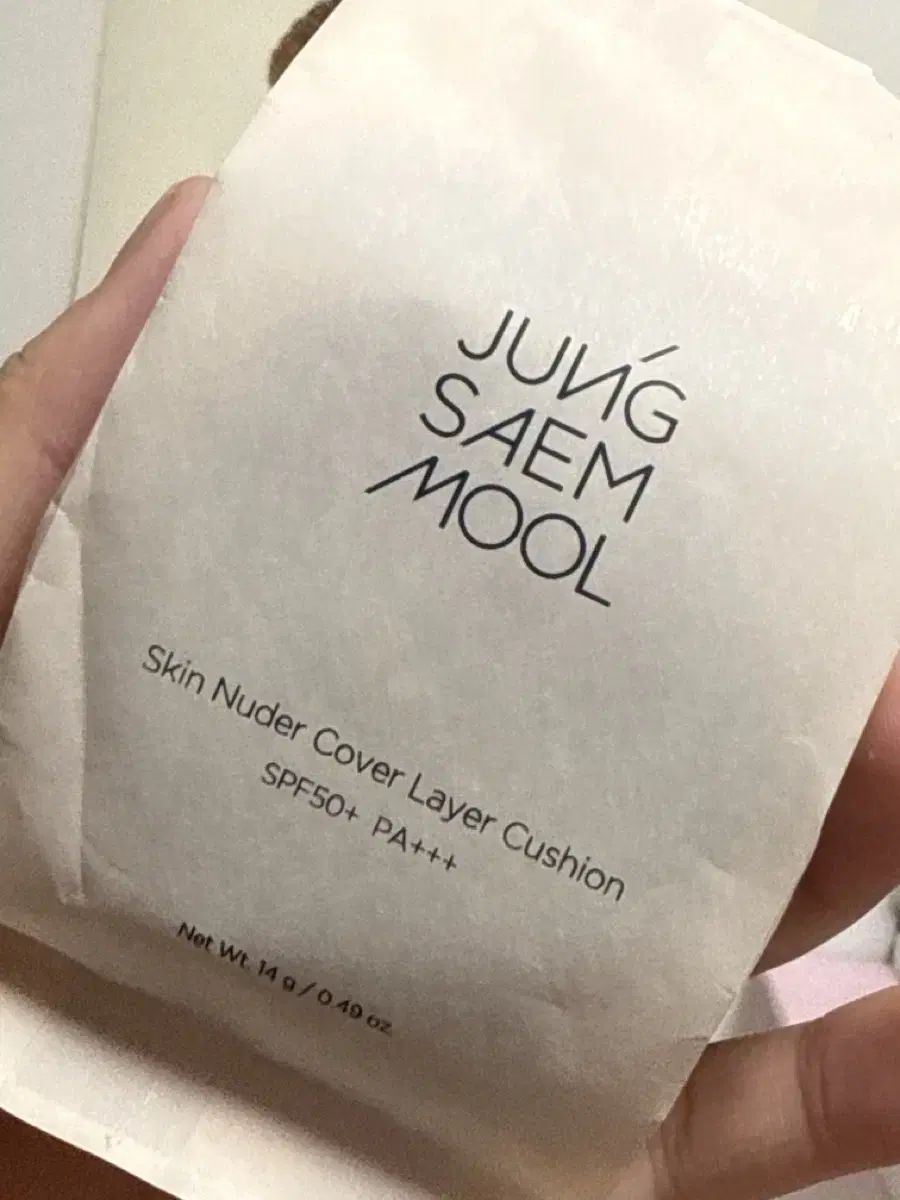 JUNG
SAEM
MOOL
Skin Nuder Cover Layer Cushion
SPF50+ PA+++
Net Wt. 14 g / 0.49 oz